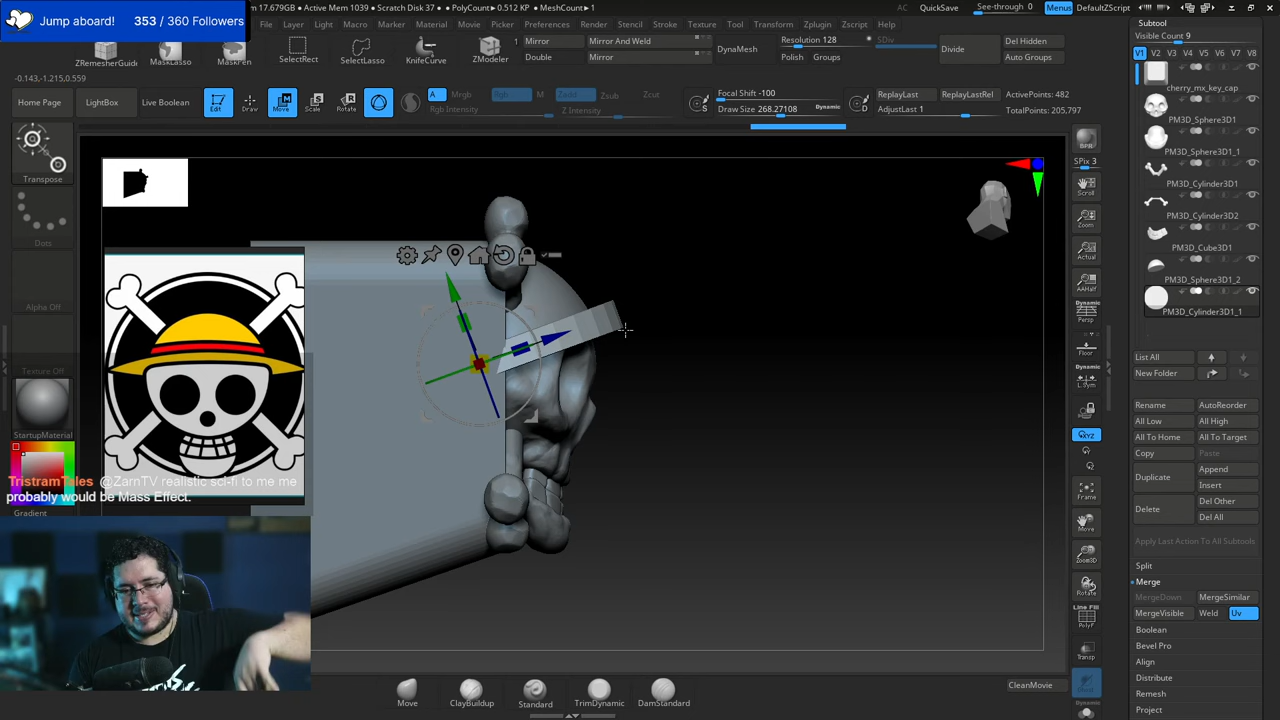 Jump aboard! 353 / 360 Followers
17.679GB • Active Mem 1039 • Scratch Disk 37 • PolyCount▸0.512 KP • MeshCount▸1
AC QuickSave See-through 0 Menus DefaultZScript
File Layer Light Macro Marker Material Movie Picker Preferences Render Stencil Stroke Texture Tool Transform Zplugin Zscript Help
ZRemesherGuide MaskLasso MaskPen SelectRect SelectLasso KnifeCurve ZModeler
1 Mirror Mirror And Weld
Double Mirror
DynaMesh
Resolution 128
Polish Groups
SDiv
Divide
Del Hidden
Auto Groups
-0.143,-1.215,0.559
Home Page LightBox Live Boolean Edit Draw Move Scale Rotate
A Mrgb Rgb M Zadd Zsub Zcut
Rgb Intensity Z Intensity
Focal Shift -100
Draw Size 268.27108 Dynamic
ReplayLast ReplayLastRel
AdjustLast 1
ActivePoints: 482
TotalPoints: 205,797
Transpose
Dots
Alpha Off
Texture Off
StartupMaterial
Gradient
TristramTales @ZarnTV realistic sci-fi to me me
probably would be Mass Effect.
BPR
SPix 3
Scroll
Zoom
Actual
AAHalf
Dynamic
Persp
Floor
Dynamic
L.Sym
XYZ
Frame
Move
Zoom3D
Rotate
Line Fill
PolyF
Transp
Dynamic
Subtool
Visible Count 9
V1 V2 V3 V4 V5 V6 V7 V8
cherry_mx_key_cap
PM3D_Sphere3D1
PM3D_Sphere3D1_1
PM3D_Cylinder3D1
PM3D_Cylinder3D2
PM3D_Cube3D1
PM3D_Sphere3D1_2
PM3D_Cylinder3D1_1
List All
New Folder
Rename AutoReorder
All Low All High
All To Home All To Target
Copy Paste
Duplicate Append
Insert
Delete Del Other
Del All
Apply Last Action To All Subtools
Split
Merge
MergeDown MergeSimilar
MergeVisible Weld Uv
Boolean
Bevel Pro
Align
Distribute
Remesh
Project
Move ClayBuildup Standard TrimDynamic DamStandard
CleanMovie